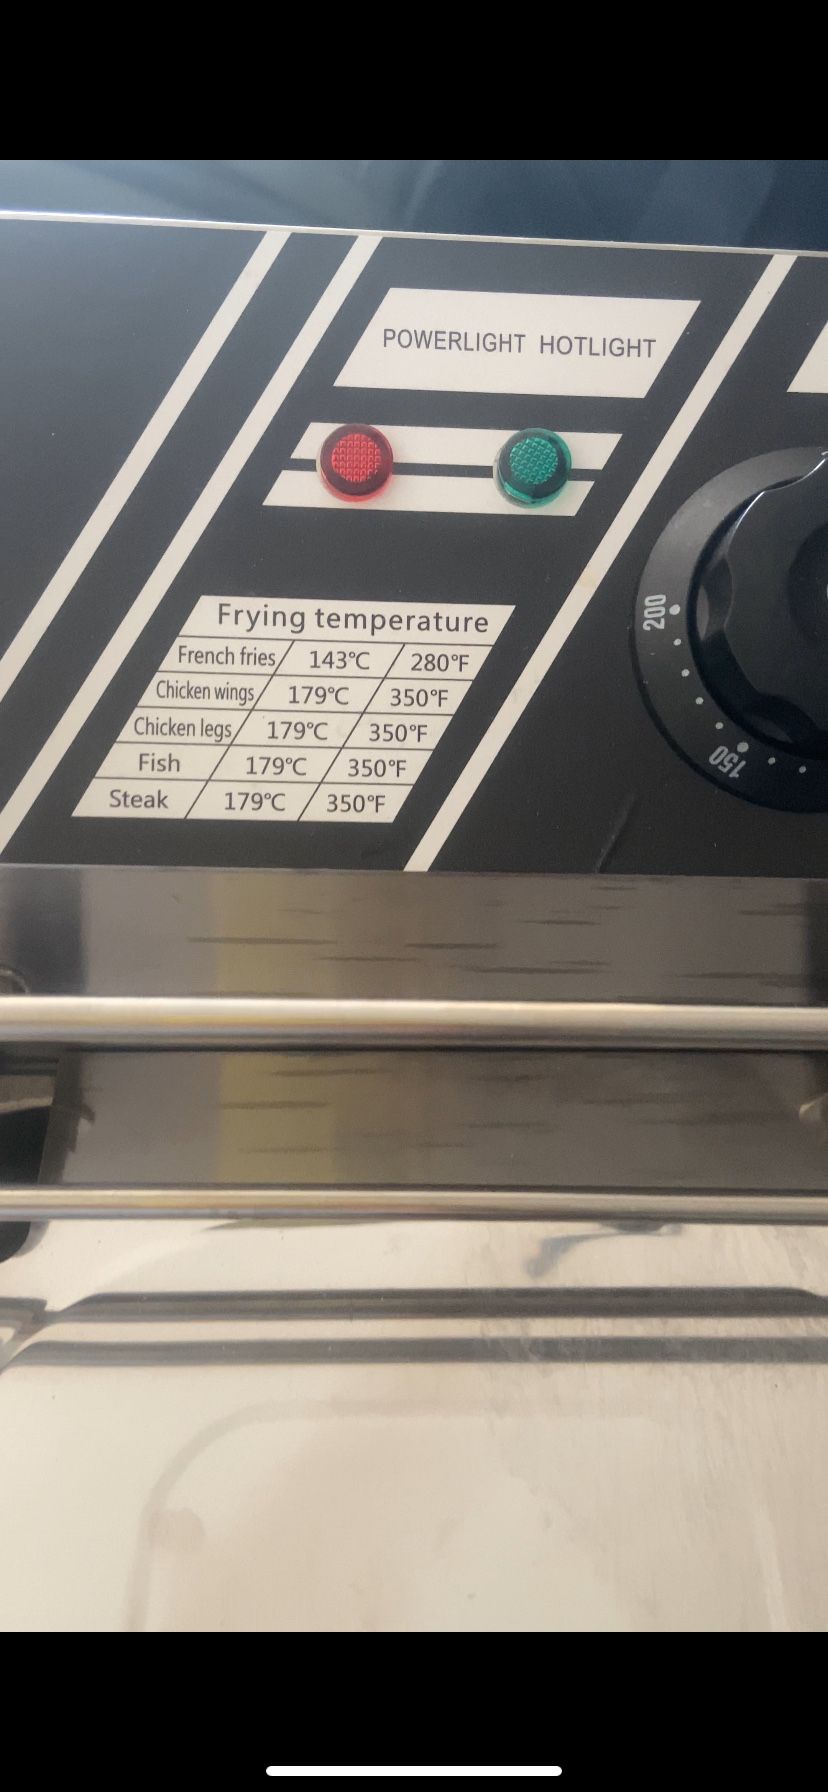 POWERLIGHT HOTLIGHT
Frying temperature
French fries 143℃ 280℉
Chicken wings 179℃ 350℉
Chicken legs 179℃ 350℉
Fish 179℃ 350℉
Steak 179℃ 350℉
200
150